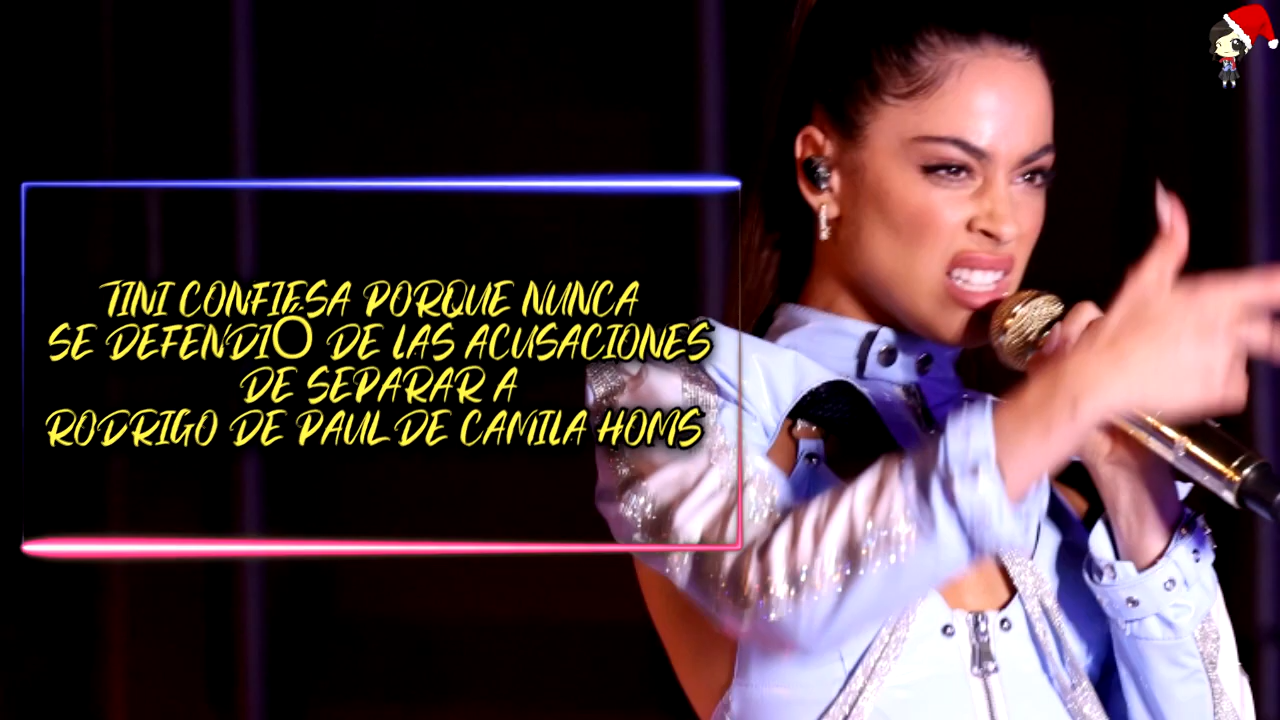 TINI CONFIESA PORQUE NUNCA
SE DEFENDIÓ DE LAS ACUSACIONES
DE SEPARAR A
RODRIGO DE PAUL DE CAMILA HOMS